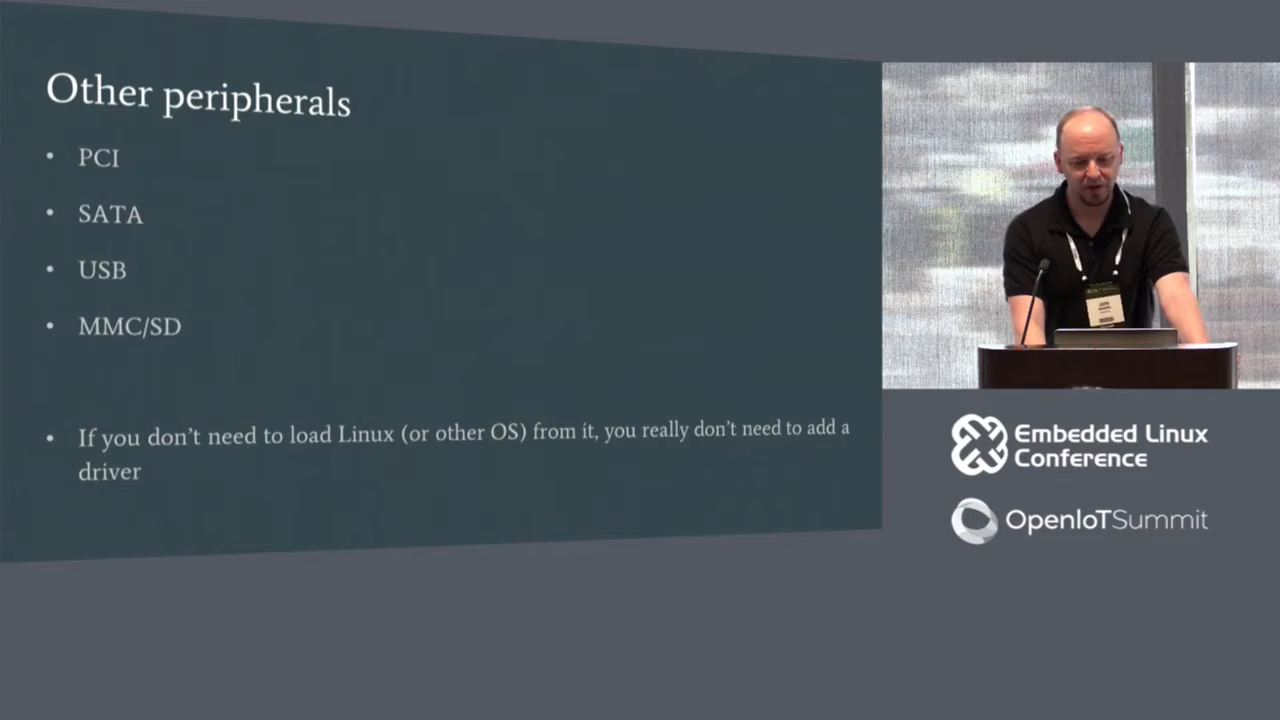 Other peripherals
• PCI
• SATA
• USB
• MMC/SD
• If you don’t need to load Linux (or other OS) from it, you really don’t need to add a
driver
Embedded Linux
Conference
OpenIoTSummit